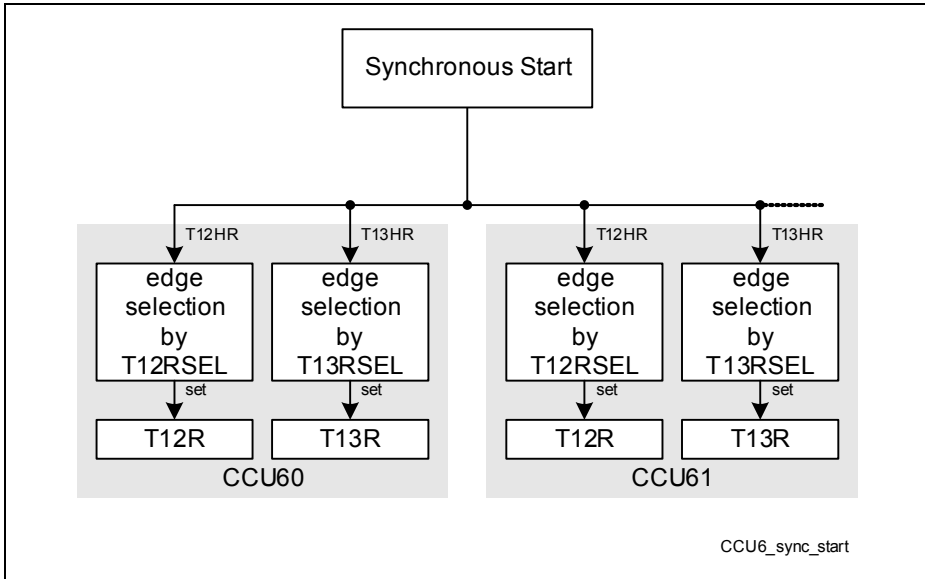 Synchronous Start
T12HR
T13HR
T12HR
T13HR
edge
selection
by
T12RSEL
edge
selection
by
T13RSEL
edge
selection
by
T12RSEL
edge
selection
by
T13RSEL
set
set
set
set
T12R
T13R
T12R
T13R
CCU60
CCU61
CCU6_sync_start